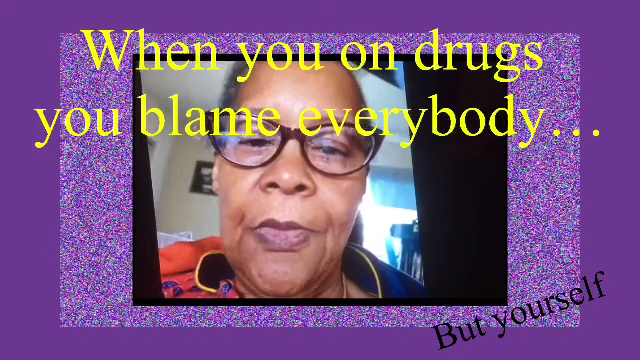 When you on drugs
you blame everybody…
But yourself